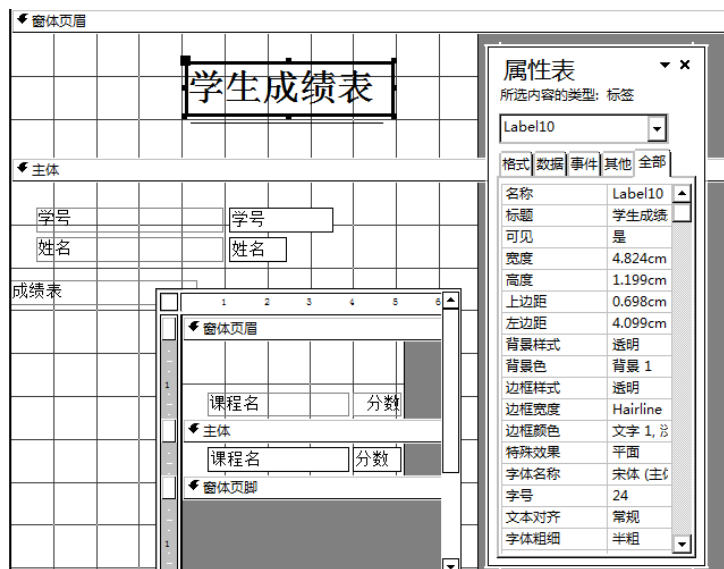 窗体页眉
学生成绩表
主体
学号 学号
姓名 姓名
成绩表
1 2 3 4 5 6
窗体页眉
1
课程名 分数
主体
课程名 分数
窗体页脚
1
属性表
所选内容的类型: 标签
Label10
格式 数据 事件 其他 全部
名称 Label10
标题 学生成绩
可见 是
宽度 4.824cm
高度 1.199cm
上边距 0.698cm
左边距 4.099cm
背景样式 透明
背景色 背景 1
边框样式 透明
边框宽度 Hairline
边框颜色 文字 1,
特殊效果 平面
字体名称 宋体 (主体
字号 24
文本对齐 常规
字体粗细 半粗